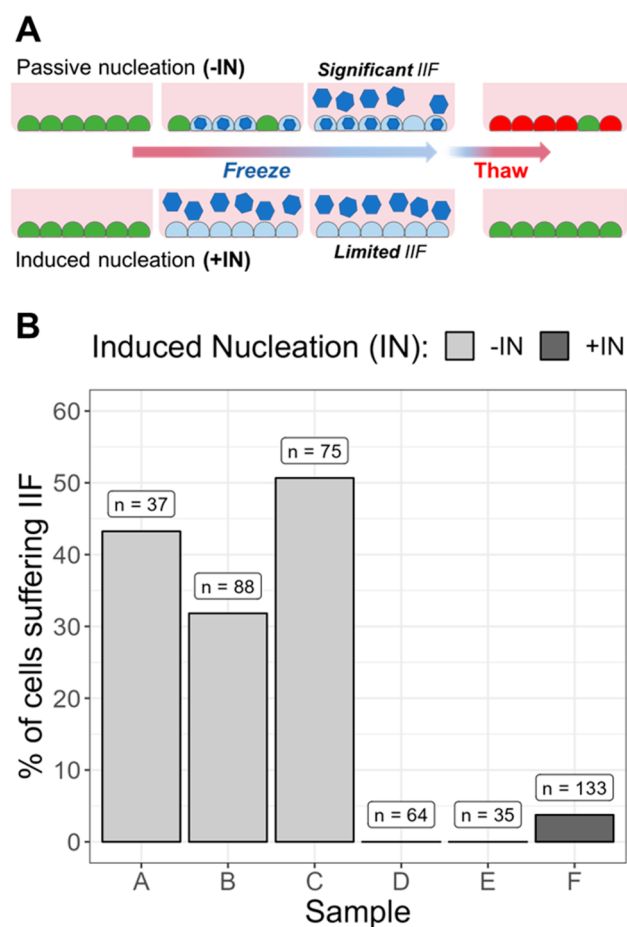 A
Passive nucleation (-IN)
Significant IIF
Freeze
Thaw
Limited IIF
Induced nucleation (+IN)
B
Induced Nucleation (IN): -IN +IN
% of cells suffering IIF
60
50
40
30
20
10
0
n = 37
n = 88
n = 75
n = 64
n = 35
n = 133
A B C D E F
Sample